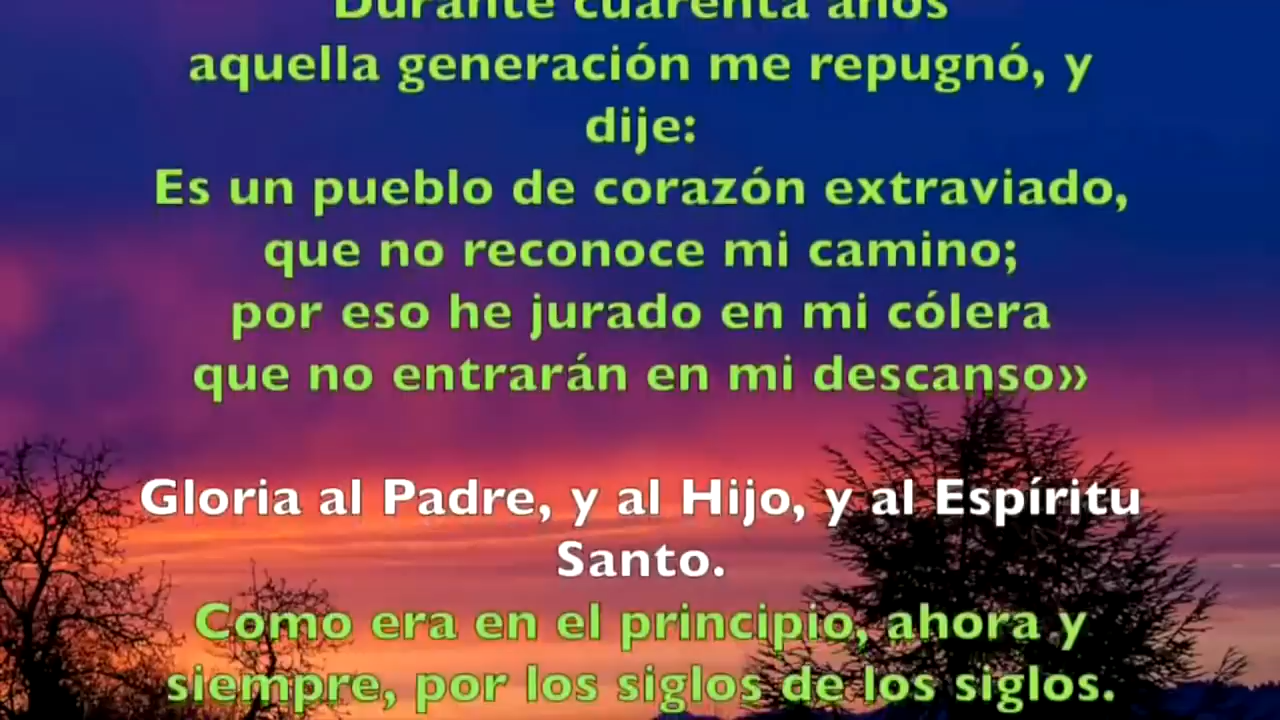 Durante cuarenta años
aquella generación me repugnó, y
dije:
Es un pueblo de corazón extraviado,
que no reconoce mi camino;
por eso he jurado en mi cólera
que no entrarán en mi descanso»
Gloria al Padre, y al Hijo, y al Espíritu
Santo.
Como era en el principio, ahora y
siempre, por los siglos de los siglos.